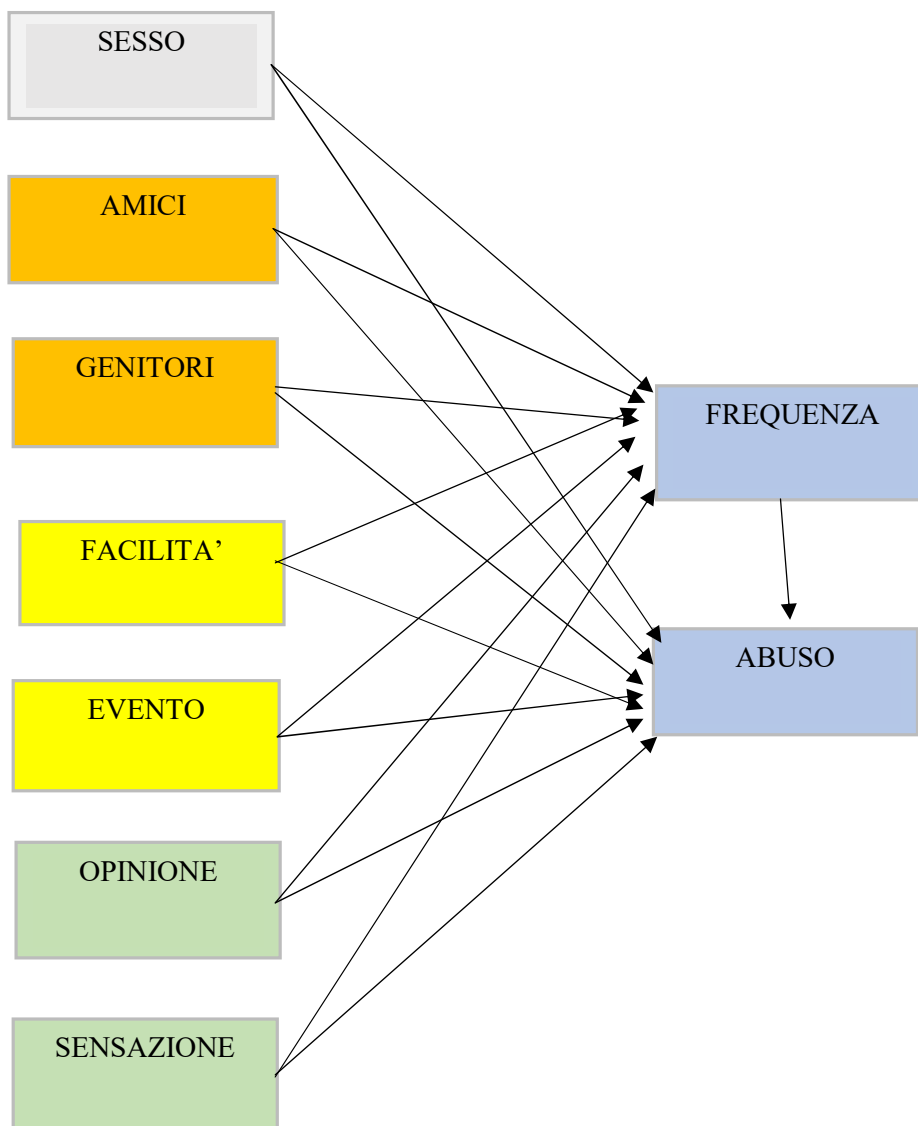 SESSO
AMICI
GENITORI
FREQUENZA
FACILITA’
ABUSO
EVENTO
OPINIONE
SENSAZIONE